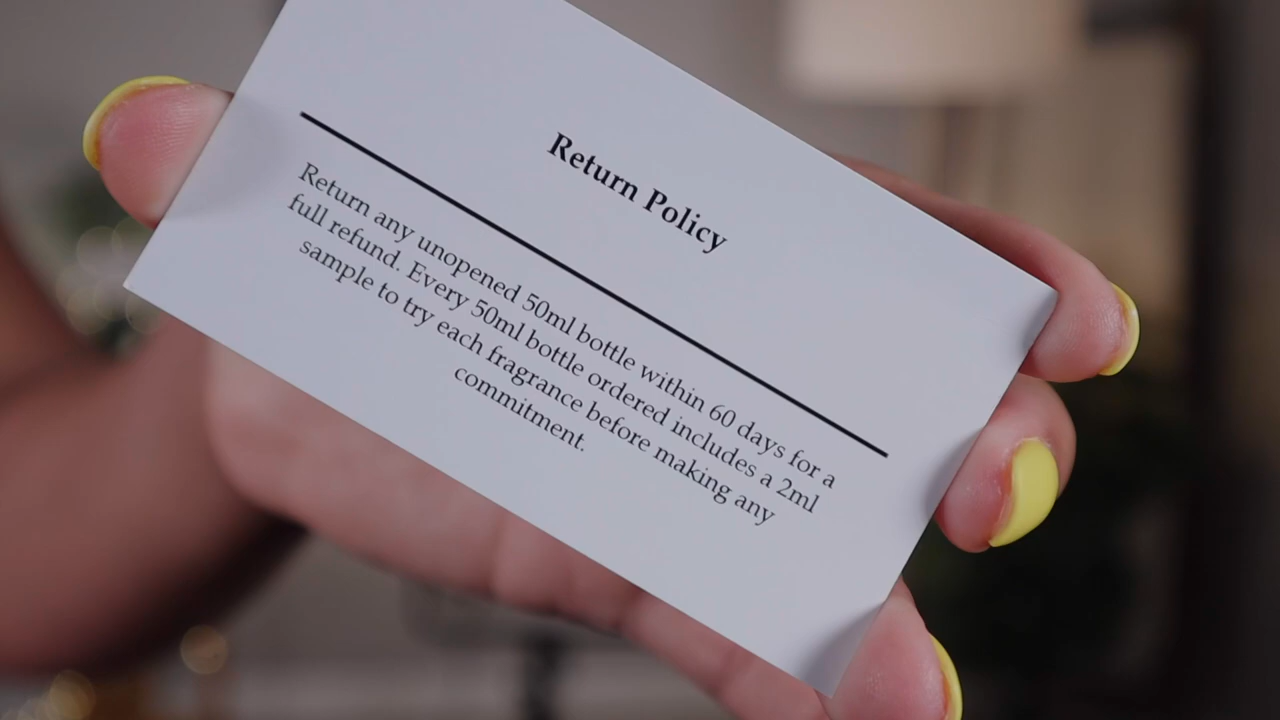 Return Policy
Return any unopened 50ml bottle within 60 days for a
full refund. Every 50ml bottle ordered includes a 2ml
sample to try each fragrance before making any
commitment.